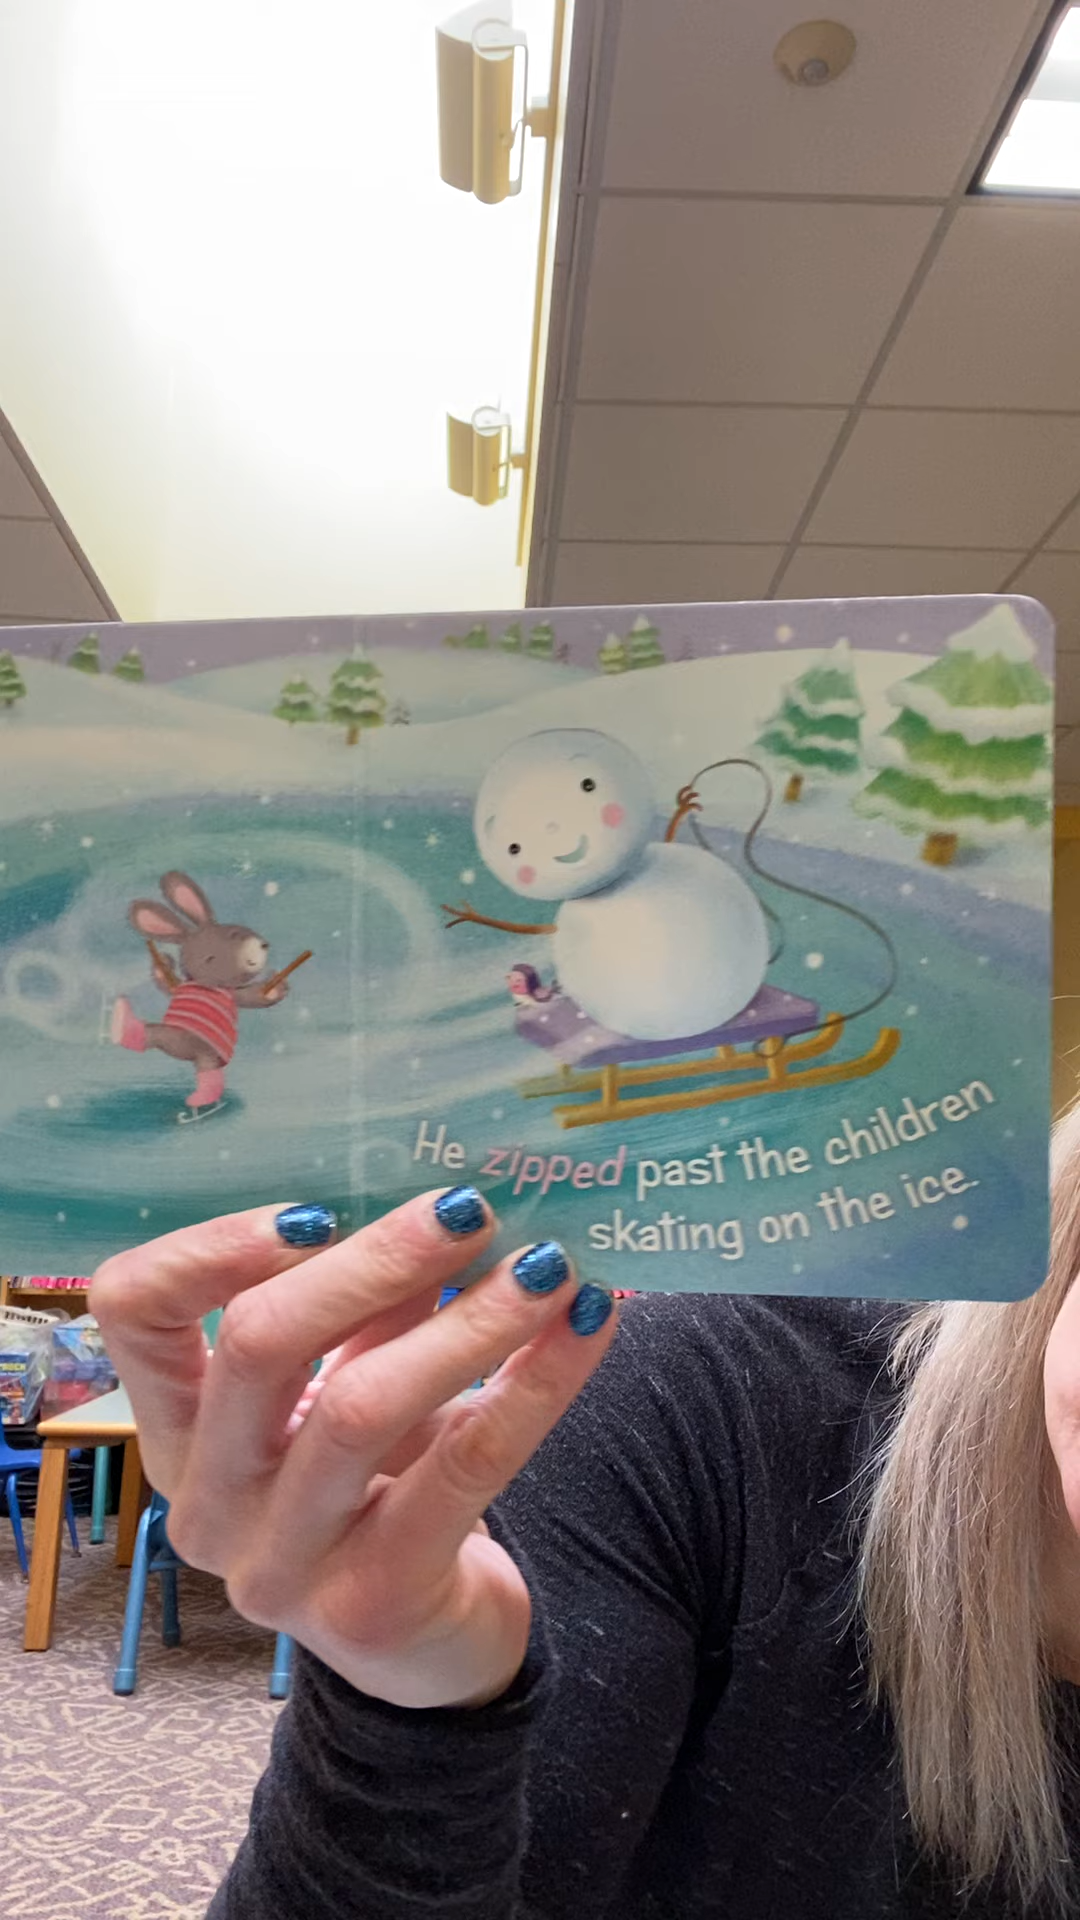 He zipped past the children
skating on the ice.